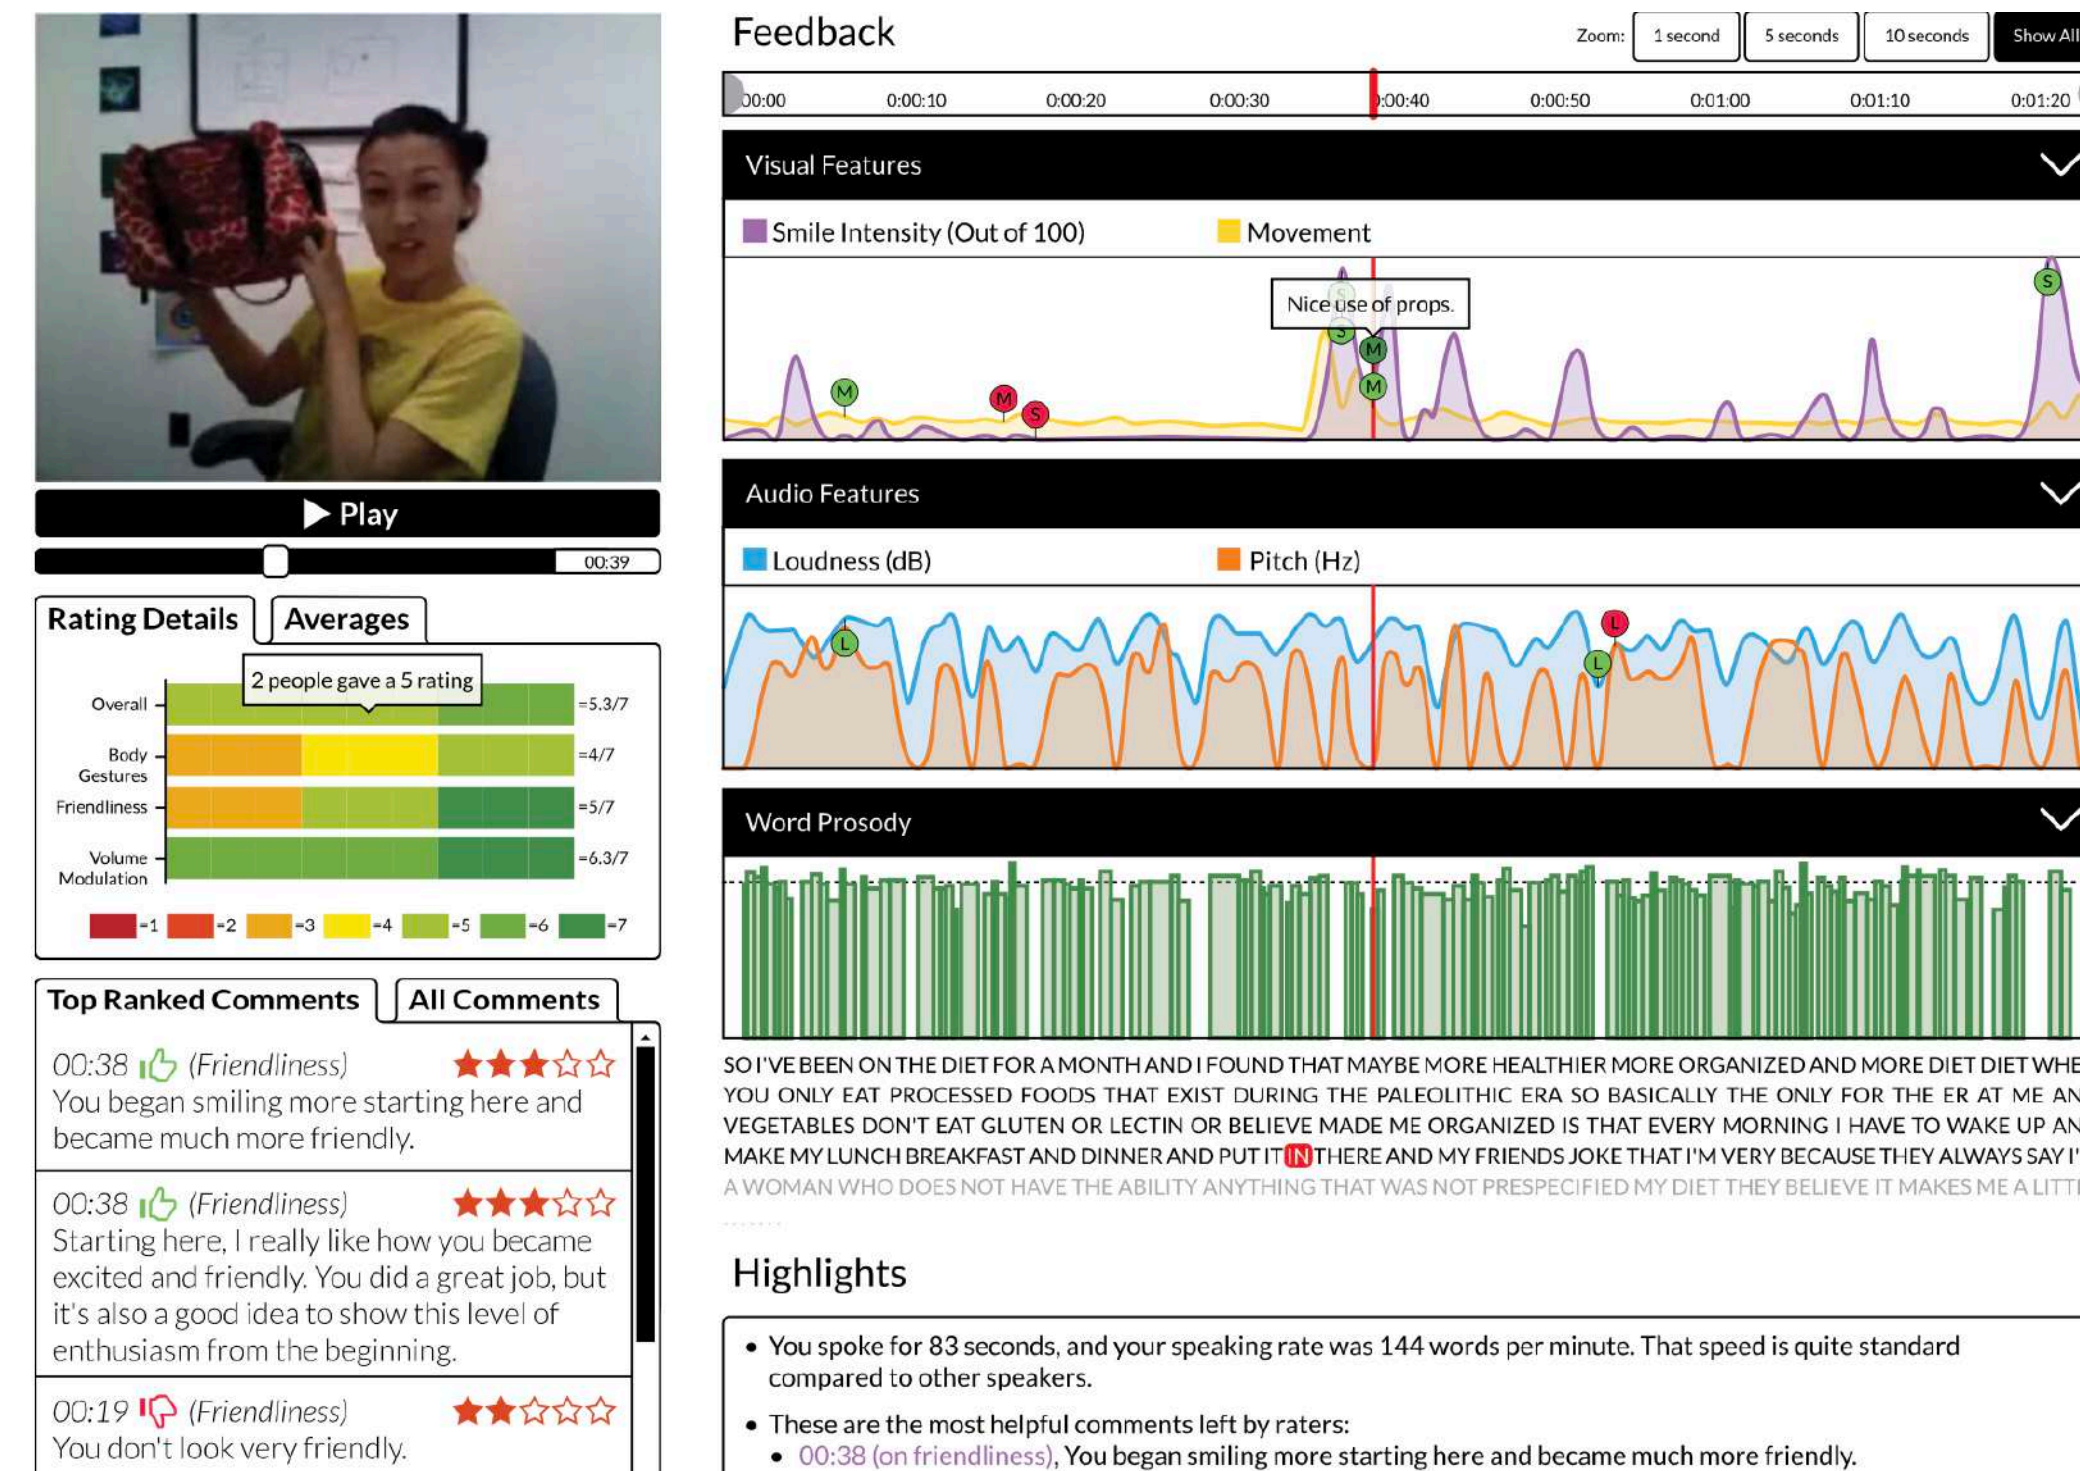 Feedback
Zoom: 1 second 5 seconds 10 seconds Show All
00:00 0:00:10 0:00:20 0:00:30 0:00:40 0:00:50 0:01:00 0:01:10 0:01:20
Visual Features
Smile Intensity (Out of 100) Movement
Nice use of props.
S
S
M
M
M
M
S
S
Play
00:39
Audio Features
Loudness (dB) Pitch (Hz)
L
L
L
Rating Details Averages
2 people gave a 5 rating
Overall =5.3/7
Body
Gestures =4/7
Friendliness =5/7
Volume
Modulation =6.3/7
=1 =2 =3 =4 =5 =6 =7
Word Prosody
SO I'VE BEEN ON THE DIET FOR A MONTH AND I FOUND THAT MAYBE MORE HEALTHIER MORE ORGANIZED AND MORE DIET DIET WHE
YOU ONLY EAT PROCESSED FOODS THAT EXIST DURING THE PALEOLITHIC ERA SO BASICALLY THE ONLY FOR THE ER AT ME AN
VEGETABLES DON'T EAT GLUTEN OR LECTIN OR BELIEVE MADE ME ORGANIZED IS THAT EVERY MORNING I HAVE TO WAKE UP AN
MAKE MY LUNCH BREAKFAST AND DINNER AND PUT IT IN THERE AND MY FRIENDS JOKE THAT I'M VERY BECAUSE THEY ALWAYS SAY I'
A WOMAN WHO DOES NOT HAVE THE ABILITY ANYTHING THAT WAS NOT PRESPECIFIED MY DIET THEY BELIEVE IT MAKES ME A LITT
Top Ranked Comments All Comments
00:38 (Friendliness)
You began smiling more starting here and
became much more friendly.
00:38 (Friendliness)
Starting here, I really like how you became
excited and friendly. You did a great job, but
it's also a good idea to show this level of
enthusiasm from the beginning.
00:19 (Friendliness)
You don't look very friendly.
Highlights
• You spoke for 83 seconds, and your speaking rate was 144 words per minute. That speed is quite standard
compared to other speakers.
• These are the most helpful comments left by raters:
• 00:38 (on friendliness), You began smiling more starting here and became much more friendly.